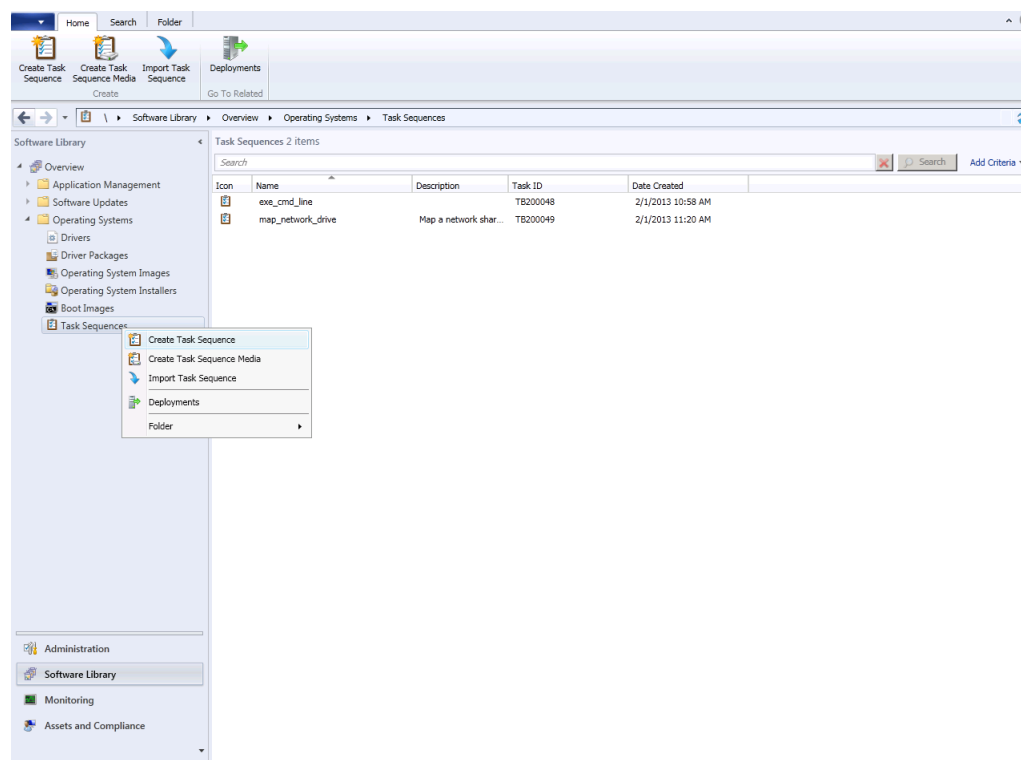 Home Search Folder
Create Task Sequence
Create Task Sequence Media
Import Task Sequence
Deployments
Create
Go To Related
\ Software Library Overview Operating Systems Task Sequences
Software Library
Overview
Application Management
Software Updates
Operating Systems
Drivers
Driver Packages
Operating System Images
Operating System Installers
Boot Images
Task Sequences
Create Task Sequence
Create Task Sequence Media
Import Task Sequence
Deployments
Folder
Administration
Software Library
Monitoring
Assets and Compliance
Task Sequences 2 items
Search
Search
Add Criteria
Icon Name Description Task ID Date Created
exe_cmd_line TB200048 2/1/2013 10:58 AM
map_network_drive Map a network shar... TB200049 2/1/2013 11:20 AM